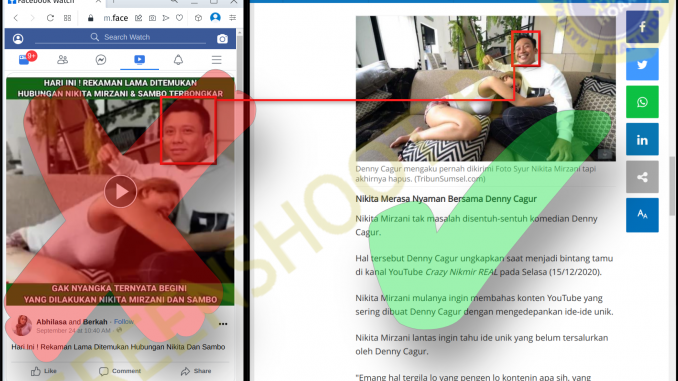 Facebook Watch
m.face
Search Watch
9+
HARI INI ! REKAMAN LAMA DITEMUKAN
HUBUNGAN NIKITA MIRZANI & SAMBO TERBONGKAR
GAK NYANGKA TERNYATA BEGINI
YANG DILAKUKAN NIKITA MIRZANI DAN SAMBO
Abhilasa and Berkah · Follow
September 24 at 10:40 AM
Hari Ini ! Rekaman Lama Ditemukan Hubungan Nikita Dan Sambo
Like
Comment
Share
Denny Cagur mengaku pernah dikirimi Foto Syur Nikita Mirzani tapi
akhirnya hapus. (TribunSumsel.com)
Nikita Merasa Nyaman Bersama Denny Cagur
Nikita Mirzani tak masalah disentuh-sentuh komedian Denny
Cagur.
Hal tersebut Denny Cagur ungkapkan saat menjadi bintang tamu
di kanal YouTube Crazy Nikmir REAL pada Selasa (15/12/2020).
Nikita Mirzani mulanya ingin membahas konten YouTube yang
sering dibuat Denny Cagur dengan mengedepankan ide-ide unik.
Nikita Mirzani lantas ingin tahu ide unik yang belum tersalurkan
oleh Denny Cagur.
"Emang hal tergila lo yang pengen lo kontenin apa sih, yang